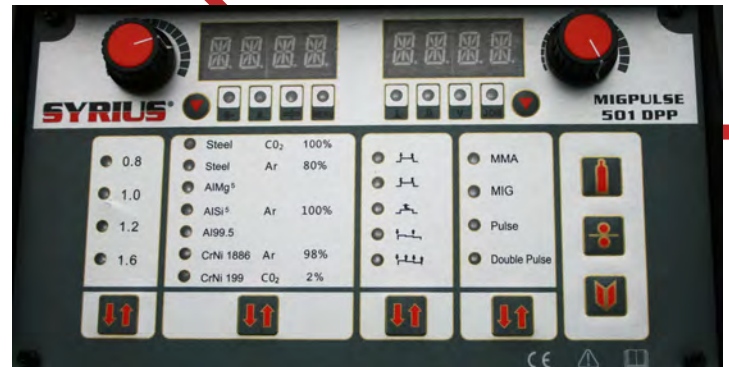 SYRIUS®
MIGPULSE
501 DPP
0.8
1.0
1.2
1.6
Steel CO₂ 100%
Steel Ar 80%
AlMg⁵
AlSi⁵ Ar 100%
Al99.5
CrNi 1886 Ar 98%
CrNi 199 CO₂ 2%
MMA
MIG
Pulse
Double Pulse
CE